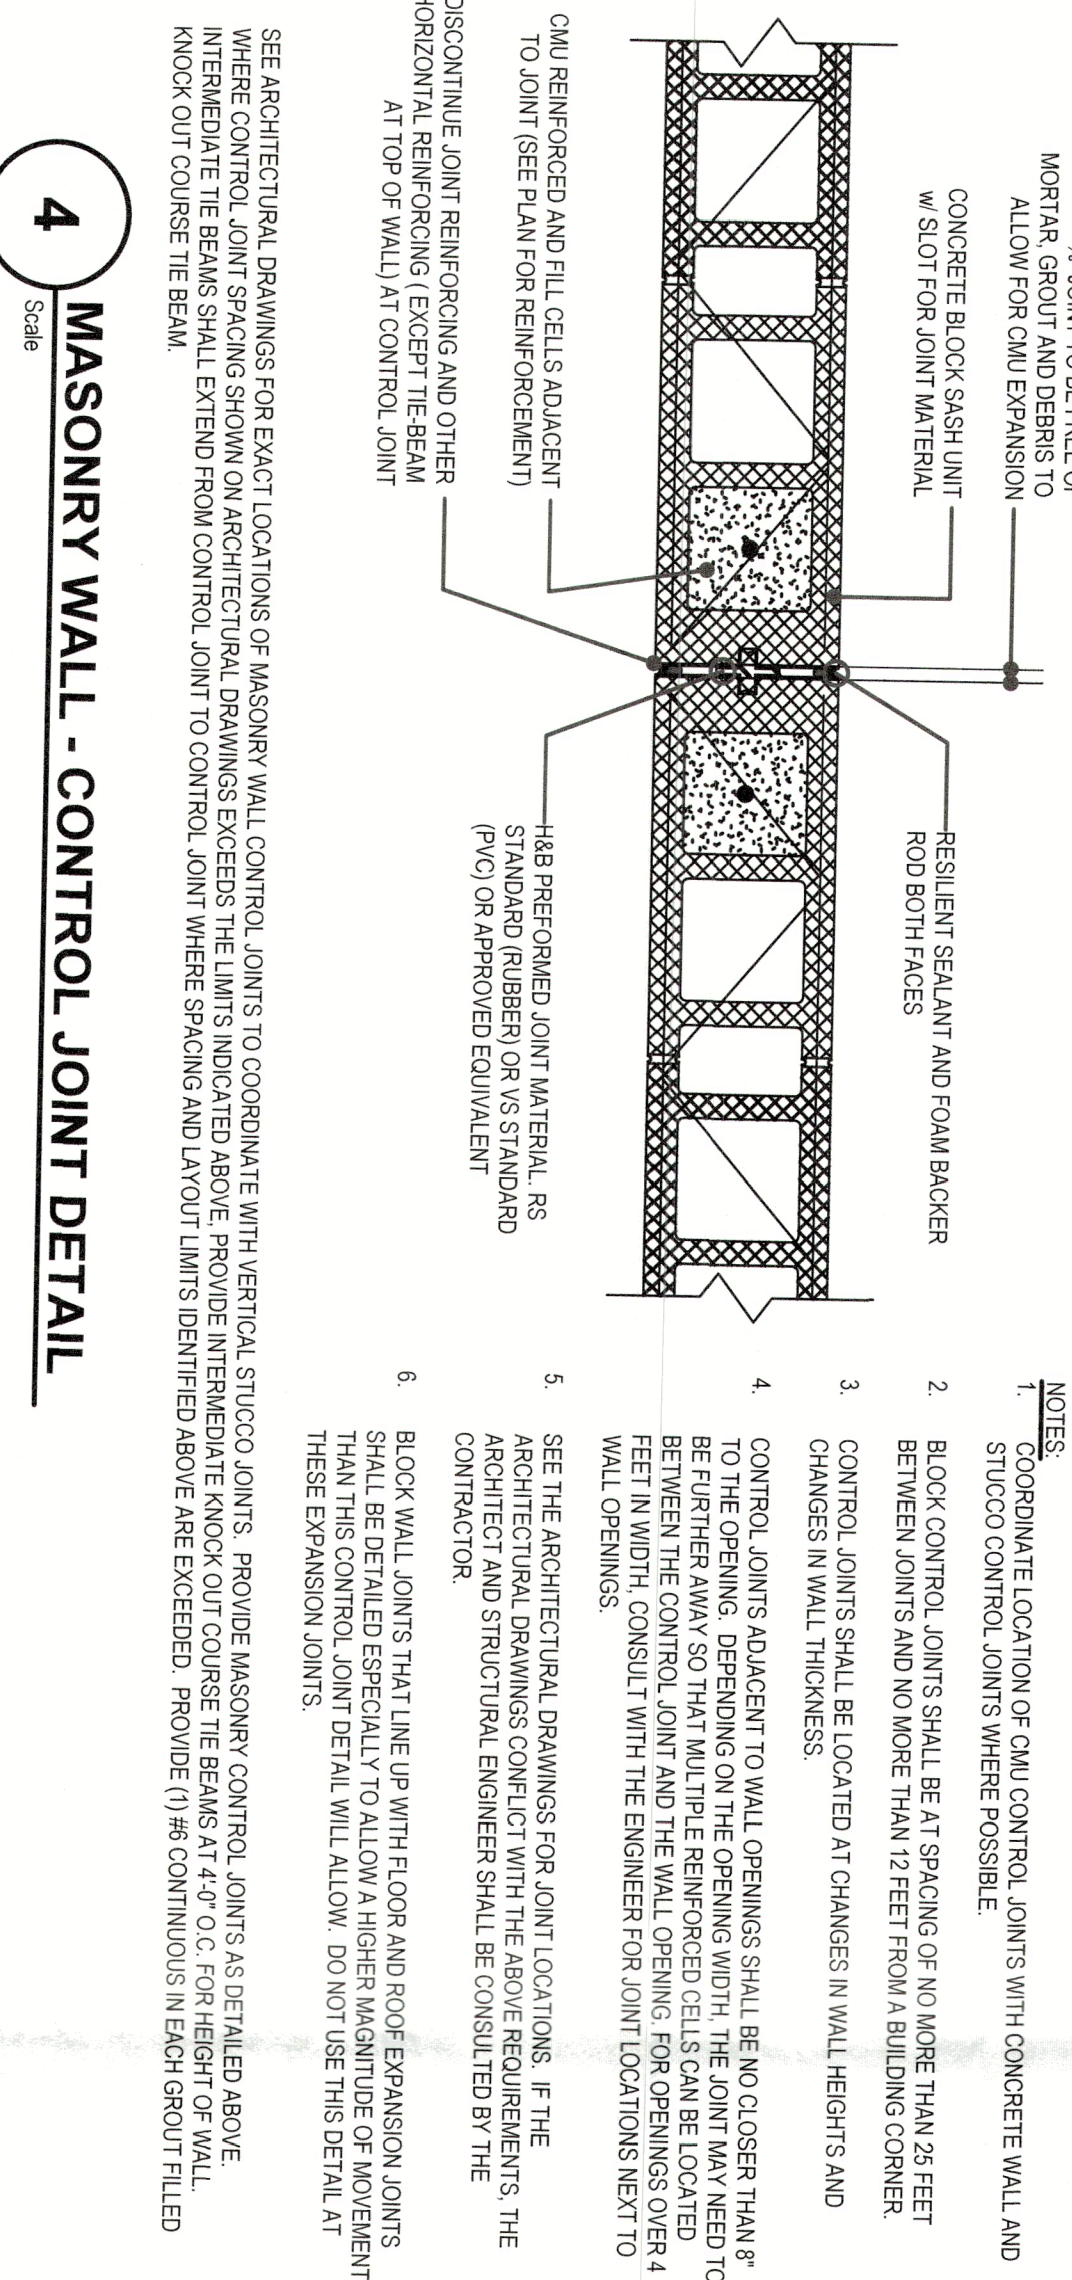 MORTAR, GROUT AND DEBRIS TO
ALLOW FOR CMU EXPANSION
CONCRETE BLOCK SASH UNIT
w/ SLOT FOR JOINT MATERIAL
CMU REINFORCED AND FILL CELLS ADJACENT
TO JOINT (SEE PLAN FOR REINFORCEMENT)
DISCONTINUE JOINT REINFORCING AND OTHER
HORIZONTAL REINFORCING ( EXCEPT TIE-BEAM
AT TOP OF WALL) AT CONTROL JOINT
RESILIENT SEALANT AND FOAM BACKER
ROD BOTH FACES
H&B PREFORMED JOINT MATERIAL. RS
STANDARD (RUBBER) OR VS STANDARD
(PVC) OR APPROVED EQUIVALENT
NOTES:
1. COORDINATE LOCATION OF CMU CONTROL JOINTS WITH CONCRETE WALL AND
STUCCO CONTROL JOINTS WHERE POSSIBLE.
2. BLOCK CONTROL JOINTS SHALL BE AT SPACING OF NO MORE THAN 25 FEET
BETWEEN JOINTS AND NO MORE THAN 12 FEET FROM A BUILDING CORNER.
3. CONTROL JOINTS SHALL BE LOCATED AT CHANGES IN WALL HEIGHTS AND
CHANGES IN WALL THICKNESS.
4. CONTROL JOINTS ADJACENT TO WALL OPENINGS SHALL BE NO CLOSER THAN 8"
TO THE OPENING. DEPENDING ON THE OPENING WIDTH, THE JOINT MAY NEED TO
BE FURTHER AWAY SO THAT MULTIPLE REINFORCED CELLS CAN BE LOCATED
BETWEEN THE CONTROL JOINT AND THE WALL OPENING. FOR OPENINGS OVER 4
FEET IN WIDTH, CONSULT WITH THE ENGINEER FOR JOINT LOCATIONS NEXT TO
WALL OPENINGS.
5. SEE THE ARCHITECTURAL DRAWINGS FOR JOINT LOCATIONS. IF THE
ARCHITECTURAL DRAWINGS CONFLICT WITH THE ABOVE REQUIREMENTS, THE
ARCHITECT AND STRUCTURAL ENGINEER SHALL BE CONSULTED BY THE
CONTRACTOR.
6. BLOCK WALL JOINTS THAT LINE UP WITH FLOOR AND ROOF EXPANSION JOINTS
SHALL BE DETAILED ESPECIALLY TO ALLOW A HIGHER MAGNITUDE OF MOVEMENT
THAN THIS CONTROL JOINT DETAIL WILL ALLOW. DO NOT USE THIS DETAIL AT
THESE EXPANSION JOINTS.
SEE ARCHITECTURAL DRAWINGS FOR EXACT LOCATIONS OF MASONRY WALL CONTROL JOINTS TO COORDINATE WITH VERTICAL STUCCO JOINTS. PROVIDE MASONRY CONTROL JOINTS AS DETAILED ABOVE.
WHERE CONTROL JOINT SPACING SHOWN ON ARCHITECTURAL DRAWINGS EXCEEDS THE LIMITS INDICATED ABOVE, PROVIDE INTERMEDIATE KNOCK OUT COURSE TIE BEAMS AT 4'-0" O.C. FOR HEIGHT OF WALL.
INTERMEDIATE TIE BEAMS SHALL EXTEND FROM CONTROL JOINT TO CONTROL JOINT WHERE SPACING AND LAYOUT LIMITS IDENTIFIED ABOVE ARE EXCEEDED. PROVIDE (1) #6 CONTINUOUS IN EACH GROUT FILLED
KNOCK OUT COURSE TIE BEAM.
4
MASONRY WALL - CONTROL JOINT DETAIL
Scale